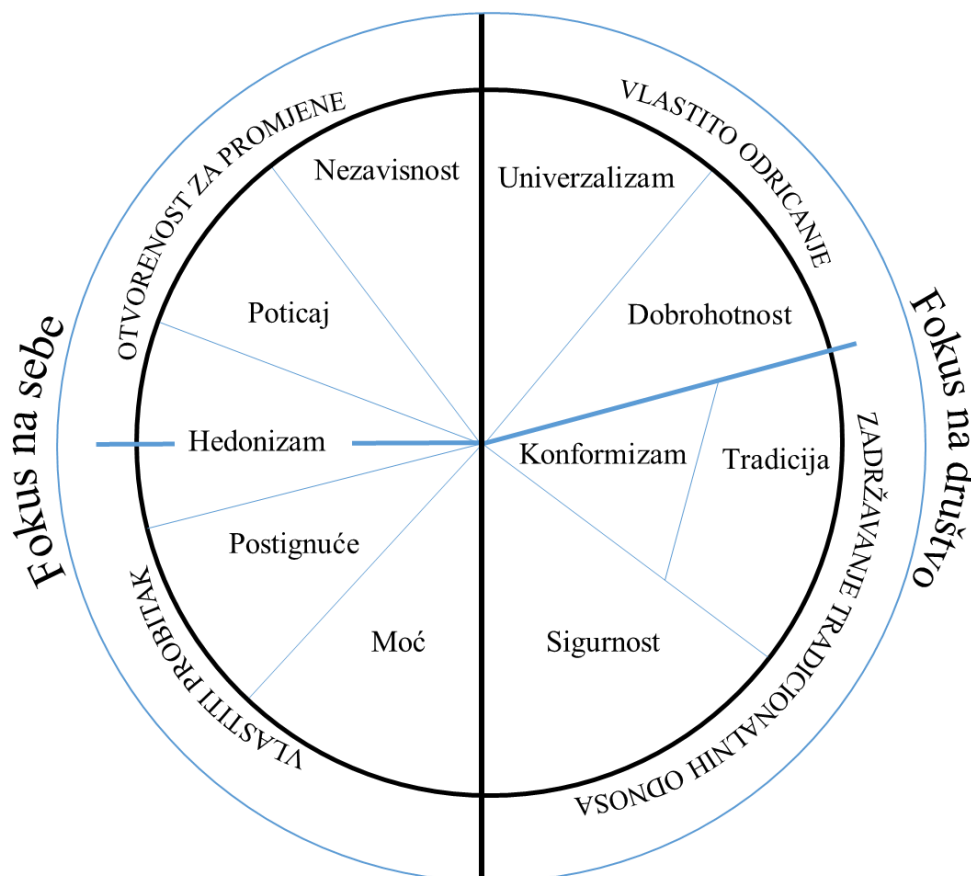 OTVORENOST ZA PROMJENE
VLASTITO ODRICANJE
Nezavisnost
Univerzalizam
Poticaj
Dobrohotnost
Fokus na sebe
Fokus na društvo
Hedonizam
Konformizam
Tradicija
Postignuće
Moć
Sigurnost
VLASTITI PROBITAK
ZADRŽAVANJE TRADICIONALNIH ODNOSA